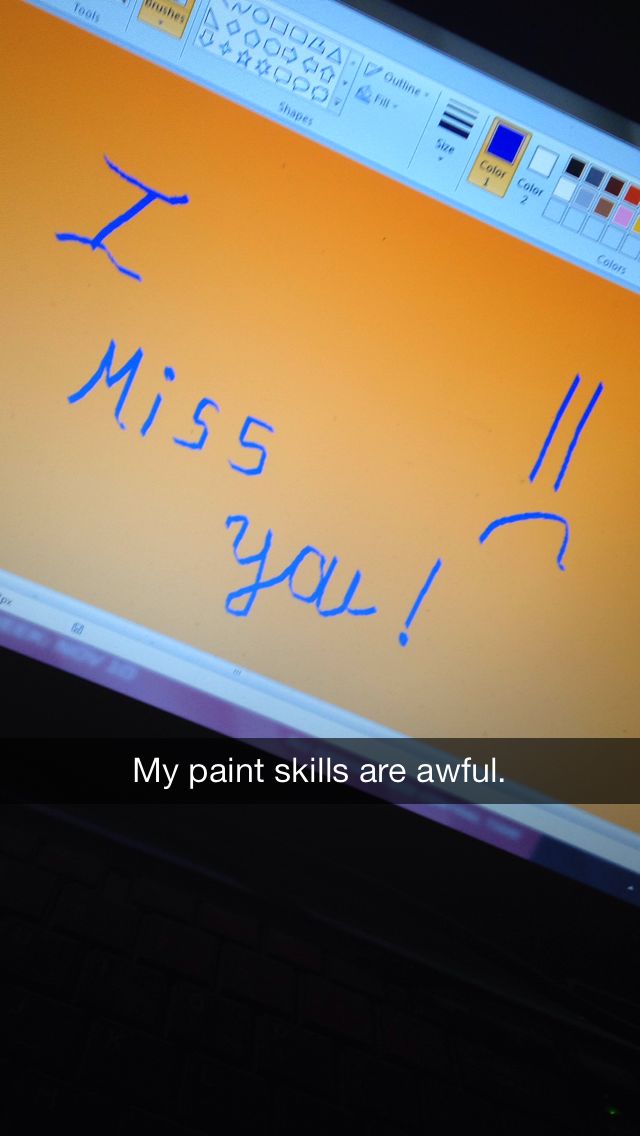 Tools
Brushes
Shapes
Outline
Fill
Size
Color
1
Color
2
Colors
I
Miss
you!
px
My paint skills are awful.